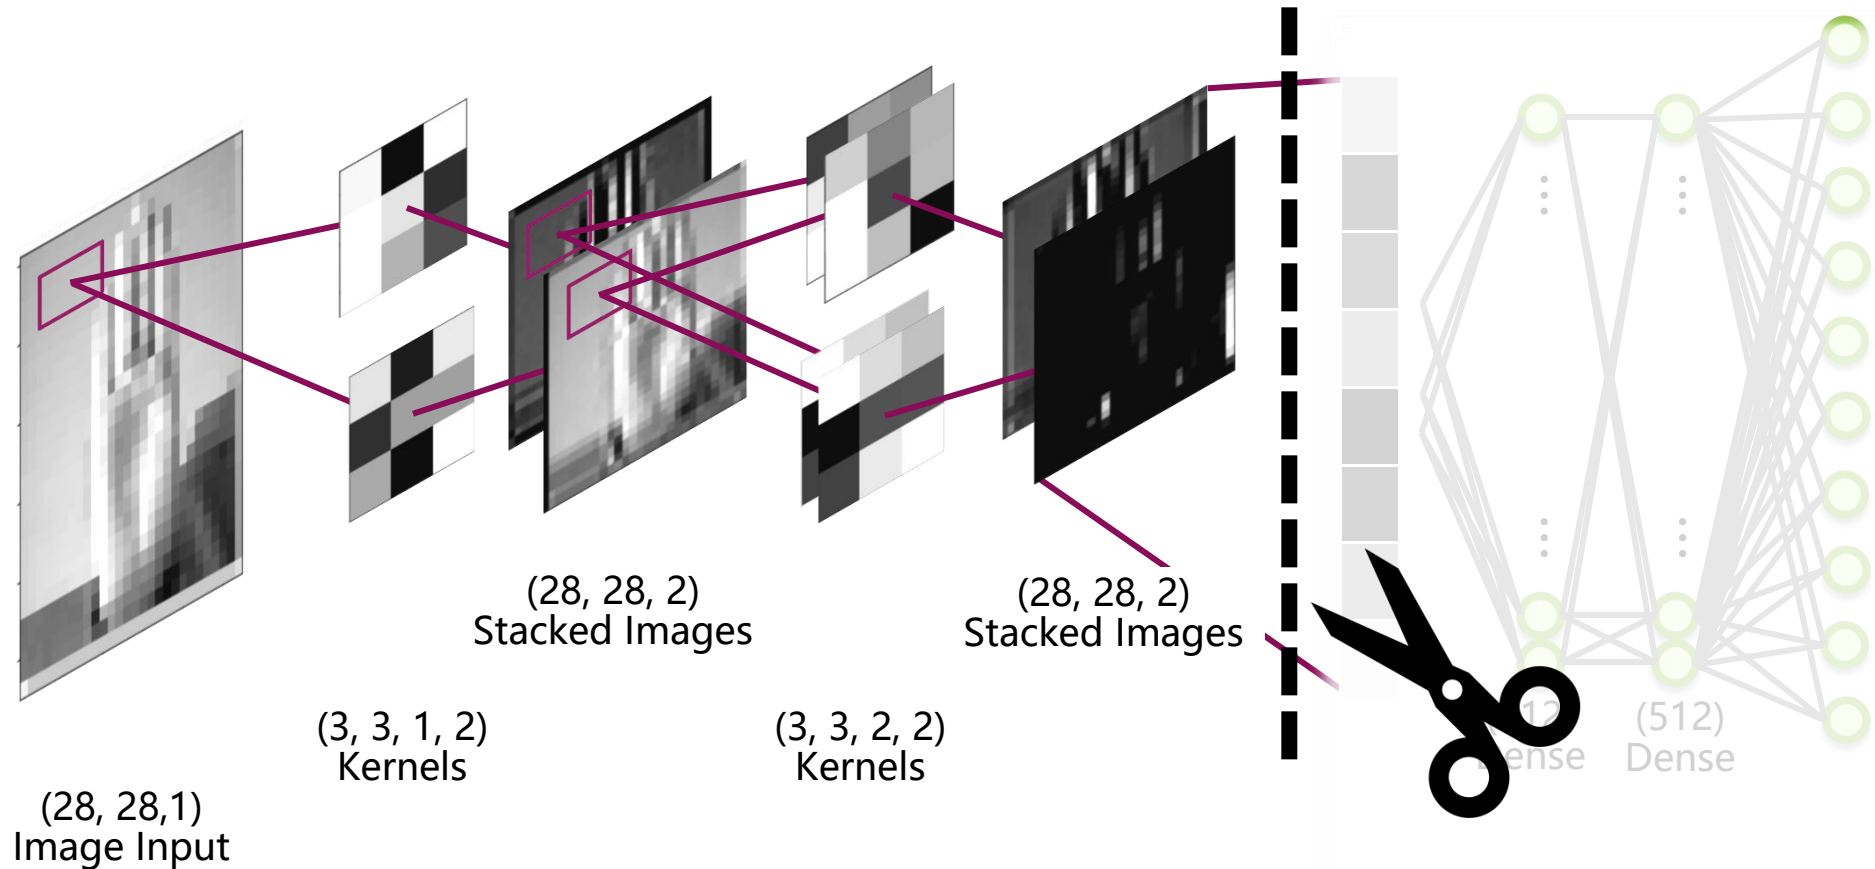 (28, 28, 2)
Stacked Images
(28, 28, 2)
Stacked Images
(3, 3, 1, 2)
Kernels
(3, 3, 2, 2)
Kernels
(512)
Dense
(28, 28,1)
Image Input